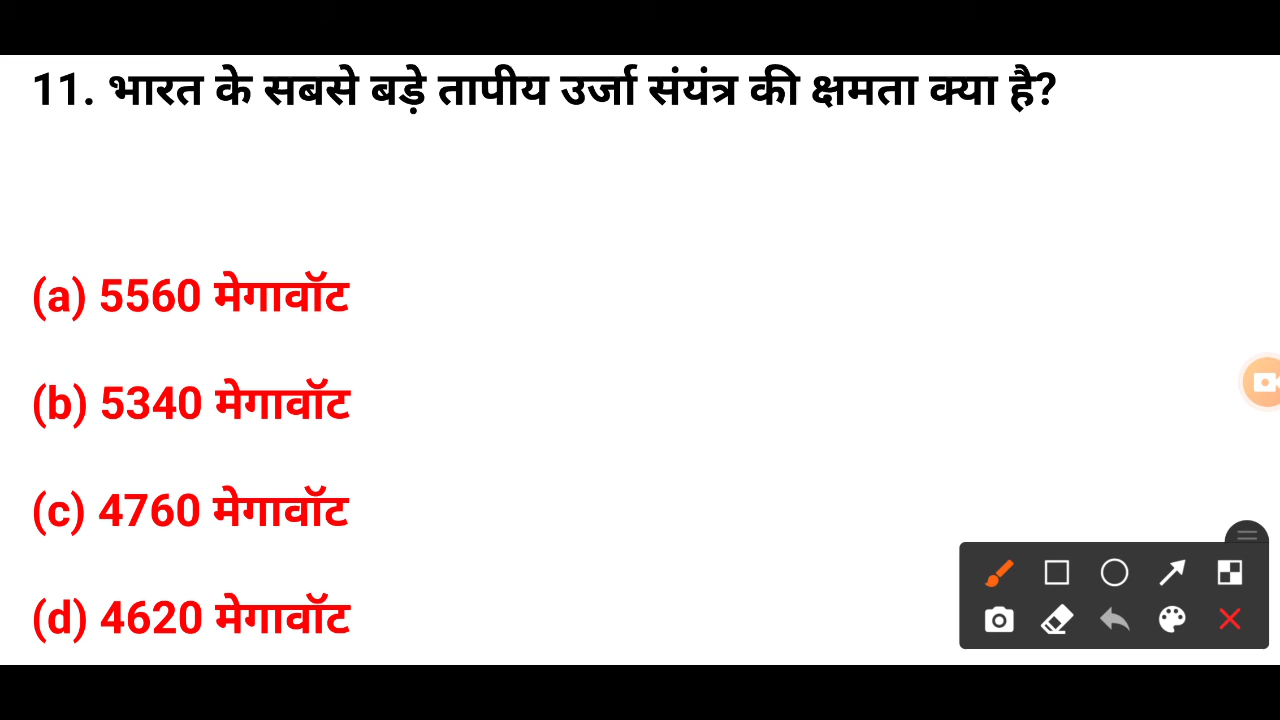 11. भारत के सबसे बड़े तापीय उर्जा संयंत्र की क्षमता क्या है?
(a) 5560 मेगावॉट
(b) 5340 मेगावॉट
(c) 4760 मेगावॉट
(d) 4620 मेगावॉट